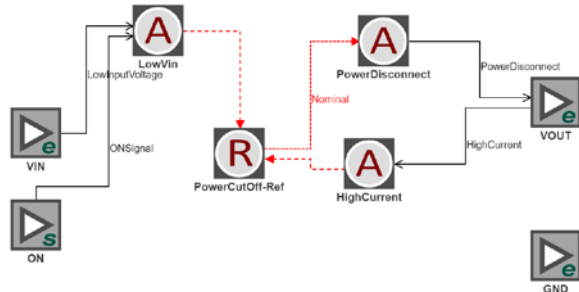 A
LowVin
LowInputVoltage
A
PowerDisconnect
PowerDisconnect
e
VIN
ONSignal
Nominal
e
VOUT
R
PowerCutOff-Ref
A
HighCurrent
HighCurrent
s
ON
e
GND